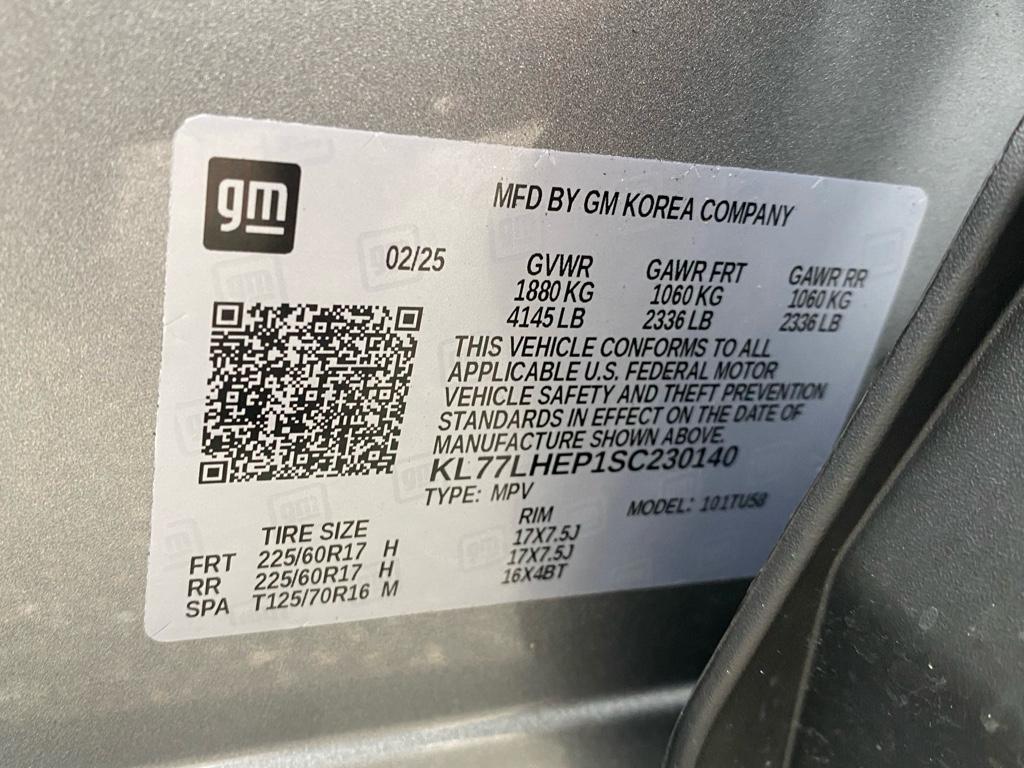 gm
MFD BY GM KOREA COMPANY
02/25
GVWR GAWR FRT GAWR RR
1880 KG 1060 KG 1060 KG
4145 LB 2336 LB 2336 LB
THIS VEHICLE CONFORMS TO ALL
APPLICABLE U.S. FEDERAL MOTOR
VEHICLE SAFETY AND THEFT PREVENTION
STANDARDS IN EFFECT ON THE DATE OF
MANUFACTURE SHOWN ABOVE.
KL77LHEP1SC230140
TYPE: MPV MODEL: 101TU58
TIRE SIZE RIM
FRT 225/60R17 H 17X7.5J
RR 225/60R17 H 17X7.5J
SPA T125/70R16 M 16X4BT